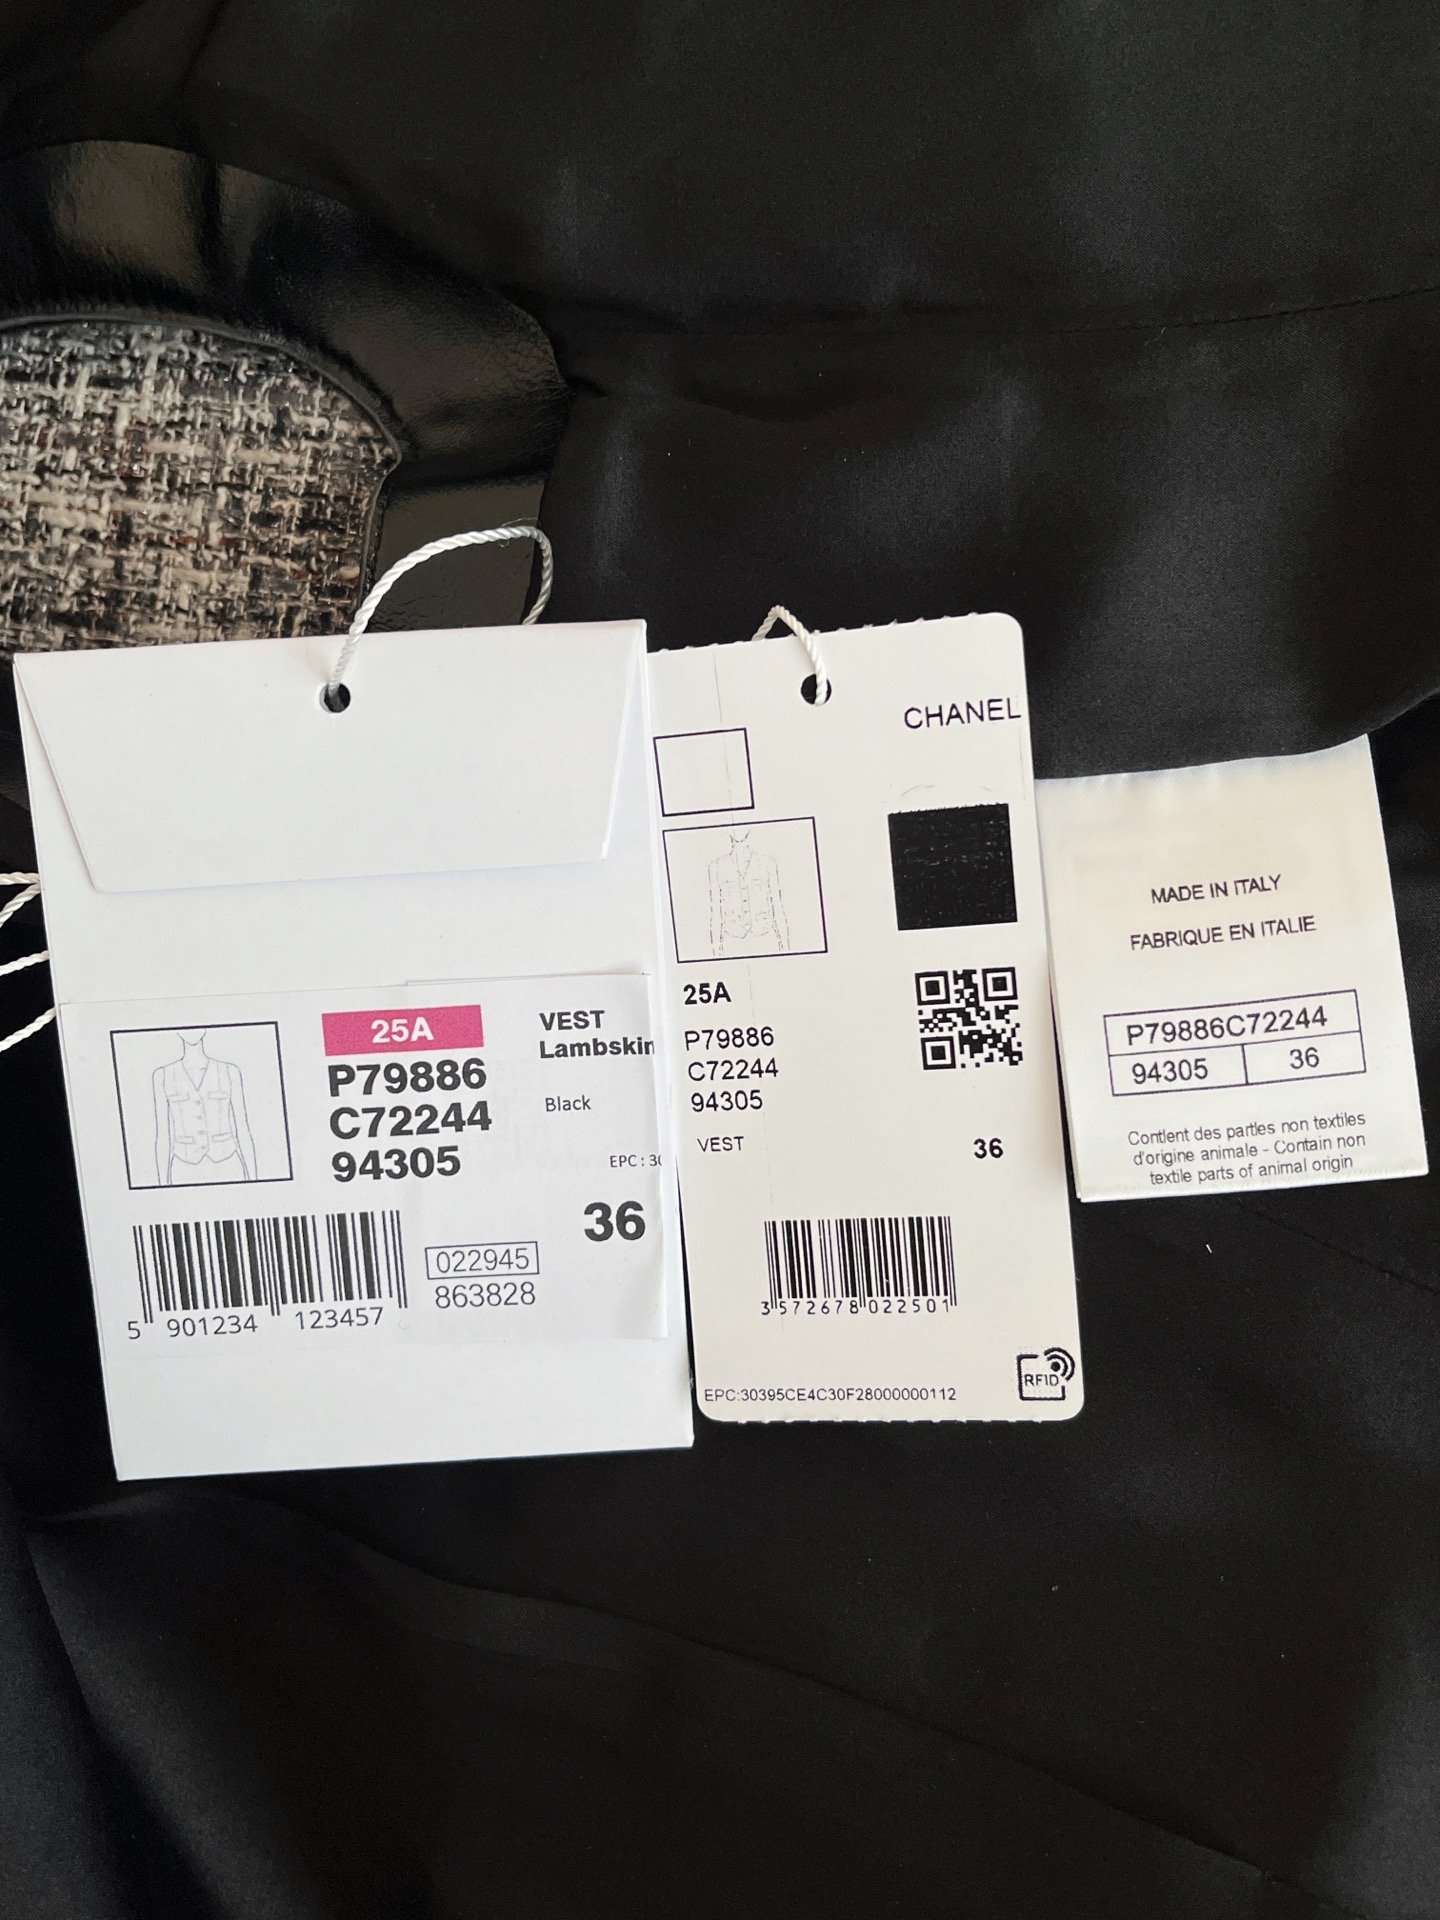 25A
P79886
C72244
94305
VEST
Lambskin
Black
EPC : 30
36
022945
863828
5 901234 123457
CHANEL
25A
P79886
C72244
94305
VEST
36
3 572678 022501
RFID
EPC:30395CE4C30F28000000112
MADE IN ITALY
FABRIQUE EN ITALIE
P79886C72244
94305 36
Contient des parties non textiles
d'origine animale - Contain non
textile parts of animal origin